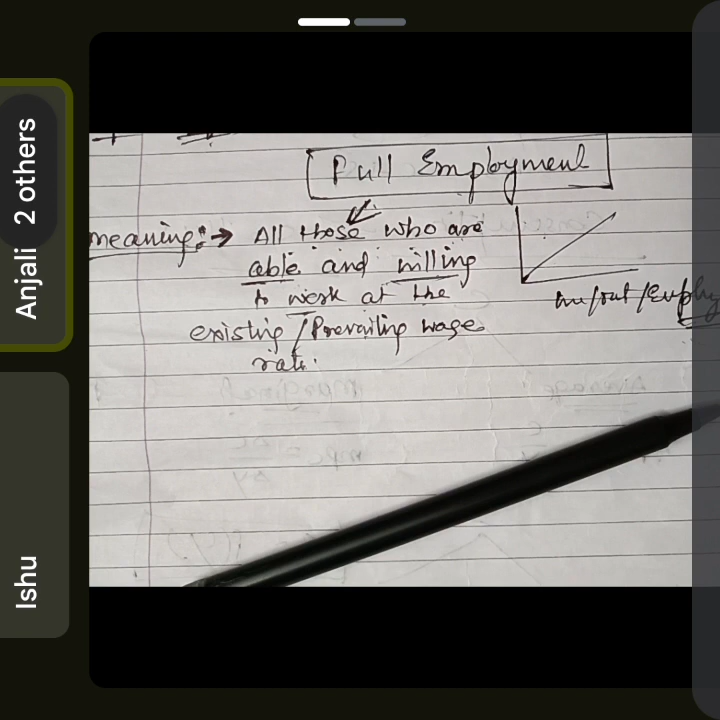 Anjali 2 others
Ishu
Full Employment
meaning:→ All those who are
able and willing
to work at the
existing / Prevailing wage
rate.